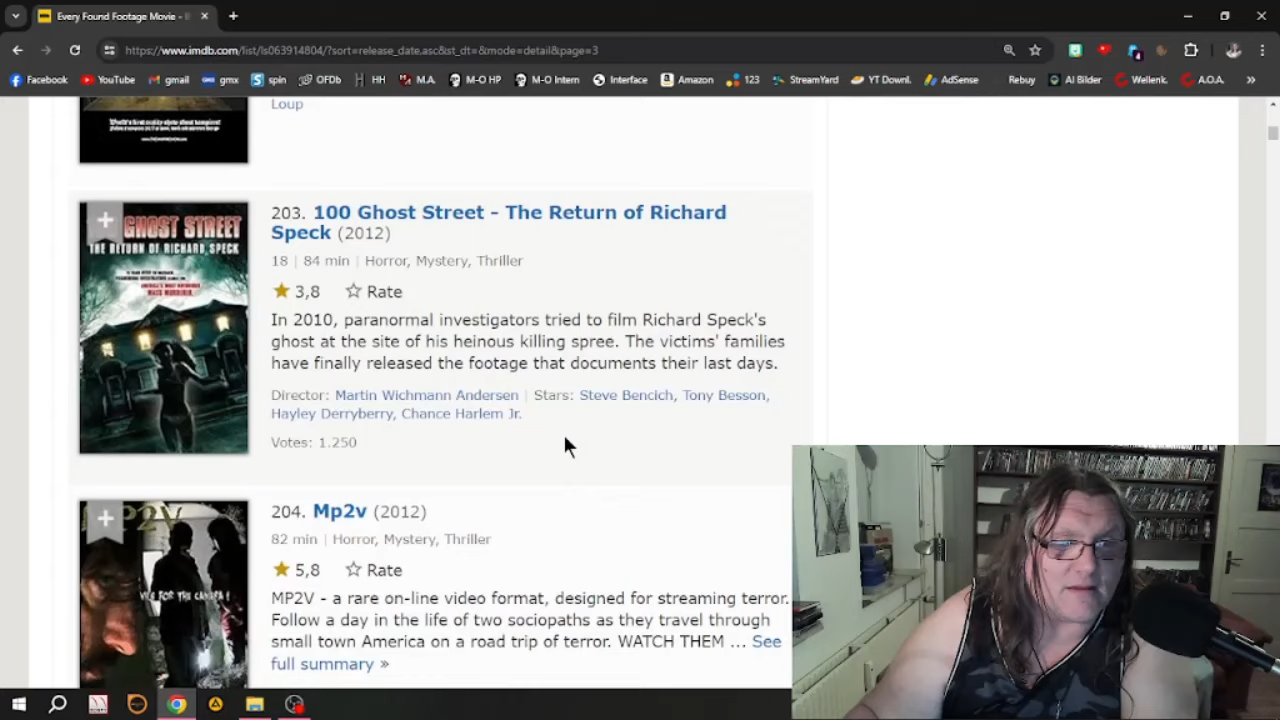 Every Found Footage Movie - I
https://www.imdb.com/list/ls063914804/?sort=release_date,asc&st_dt=&mode=detail&page=3
Facebook YouTube gmail gmx spin OFDb HH M.A. M-O HP M-O Intern Interface Amazon 123 StreamYard YT Downl. AdSense Rebuy AI Bilder Wellenk. A.O.A. »
Loup
GHOST STREET
THE RETURN OF RICHARD SPECK
203. 100 Ghost Street - The Return of Richard
Speck (2012)
18 | 84 min | Horror, Mystery, Thriller
3,8 Rate
In 2010, paranormal investigators tried to film Richard Speck's
ghost at the site of his heinous killing spree. The victims' families
have finally released the footage that documents their last days.
Director: Martin Wichmann Andersen | Stars: Steve Bencich, Tony Besson,
Hayley Derryberry, Chance Harlem Jr.
Votes: 1.250
MP2V
204. Mp2v (2012)
82 min | Horror, Mystery, Thriller
5,8 Rate
MP2V - a rare on-line video format, designed for streaming terror.
Follow a day in the life of two sociopaths as they travel through
small town America on a road trip of terror. WATCH THEM ... See
full summary »